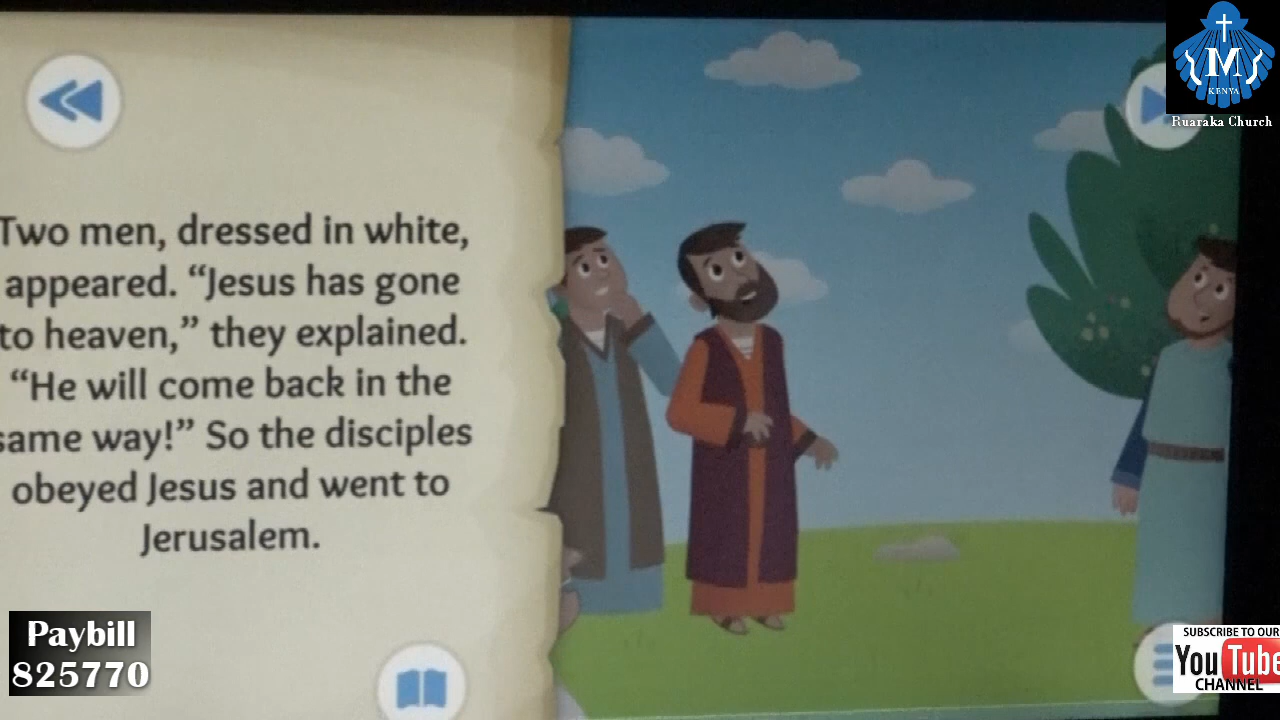 M
KENYA
Ruaraka Church
Two men, dressed in white,
appeared. “Jesus has gone
to heaven,” they explained.
“He will come back in the
same way!” So the disciples
obeyed Jesus and went to
Jerusalem.
Paybill
825770
SUBSCRIBE TO OUR
YouTube
CHANNEL